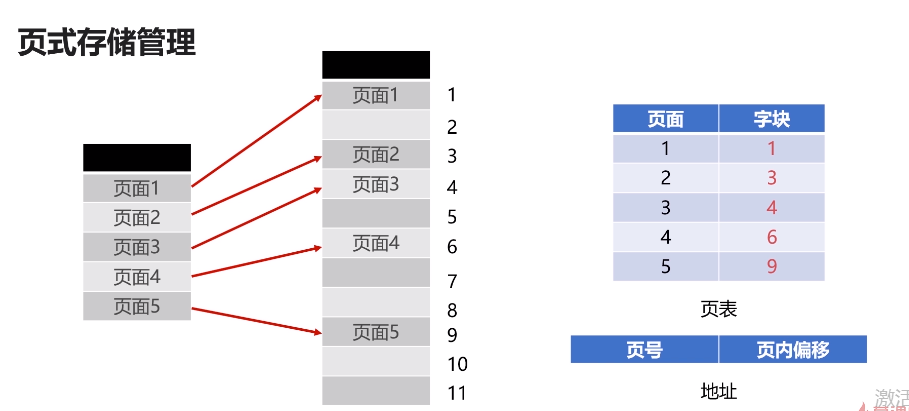 页式存储管理
页面1
页面2
页面3
页面4
页面5
页面1
1
2
页面2
3
页面3
4
5
页面4
6
7
8
页面5
9
10
11
页面 字块
1 1
2 3
3 4
4 6
5 9
页表
页号 页内偏移
地址
激活